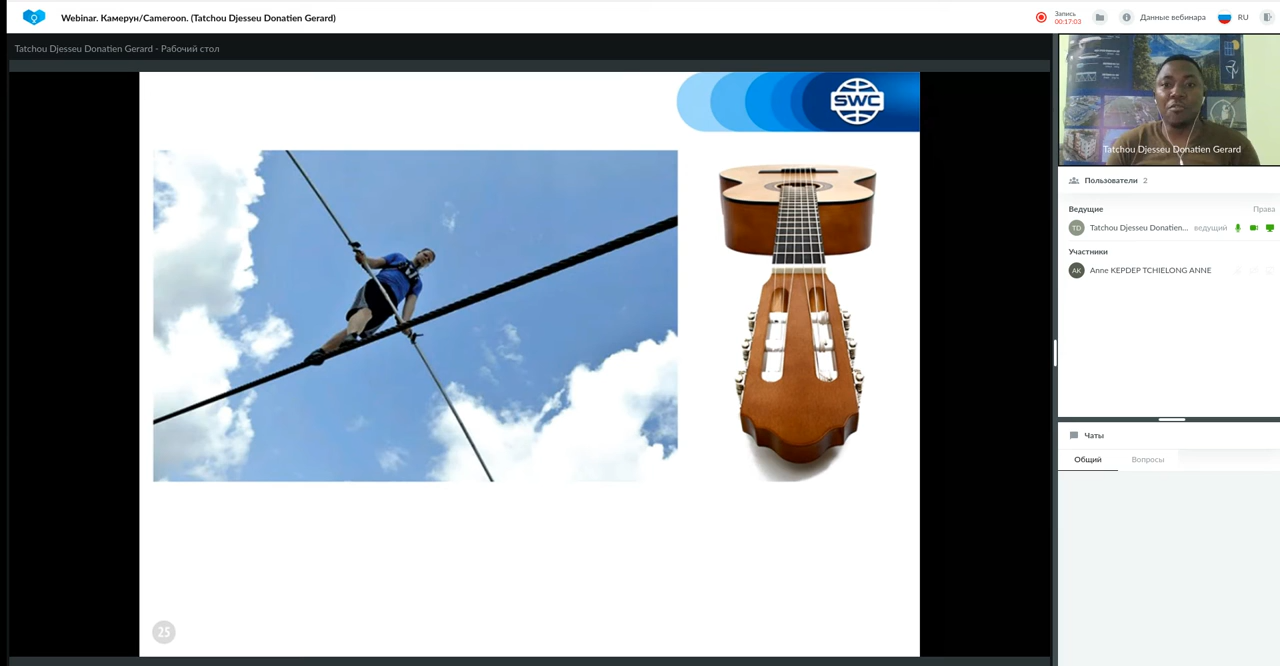 Webinar. Камерун/Cameroon. (Tatchou Djesseu Donatien Gerard)
Запись
00:17:03
Данные вебинара
RU
Tatchou Djesseu Donatien Gerard - Рабочий стол
SWC
Tatchou Djesseu Donatien Gerard
Пользователи 2
Ведущие Права
TD Tatchou Djesseu Donatien... ведущий
Участники
AK Anne KEPDEP TCHIELONG ANNE
Чаты
Общий Вопросы
25